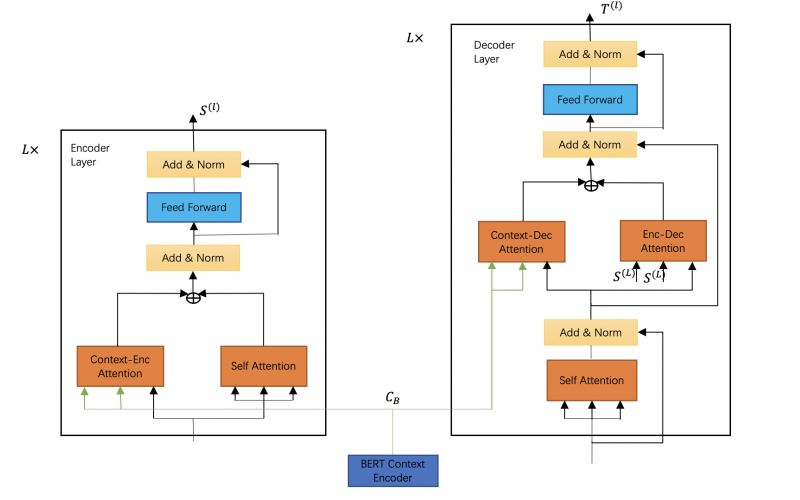 T^{(l)}
L×
Decoder
Layer
Add & Norm
Feed Forward
Add & Norm
Context-Dec
Attention
Enc-Dec
Attention
S^{(L)} S^{(L)}
Add & Norm
Self Attention
S^{(l)}
L×
Encoder
Layer
Add & Norm
Feed Forward
Add & Norm
Context-Enc
Attention
Self Attention
C_B
BERT Context
Encoder